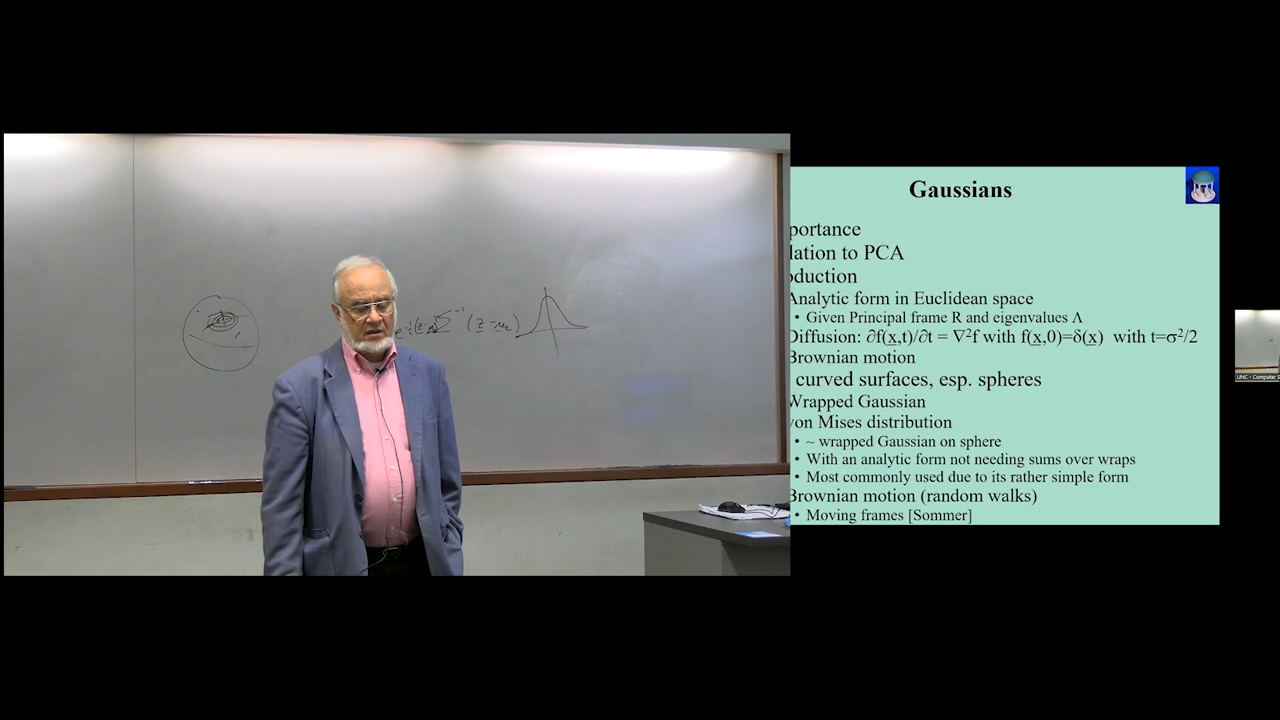 Gaussians
portance
lation to PCA
oduction
Analytic form in Euclidean space
• Given Principal frame R and eigenvalues Λ
Diffusion: ∂f(x,t)/∂t = ∇²f with f(x,0)=δ(x) with t=σ²/2
Brownian motion
curved surfaces, esp. spheres
Wrapped Gaussian
von Mises distribution
• ~ wrapped Gaussian on sphere
• With an analytic form not needing sums over wraps
• Most commonly used due to its rather simple form
Brownian motion (random walks)
• Moving frames [Sommer]
UNC - Computer S